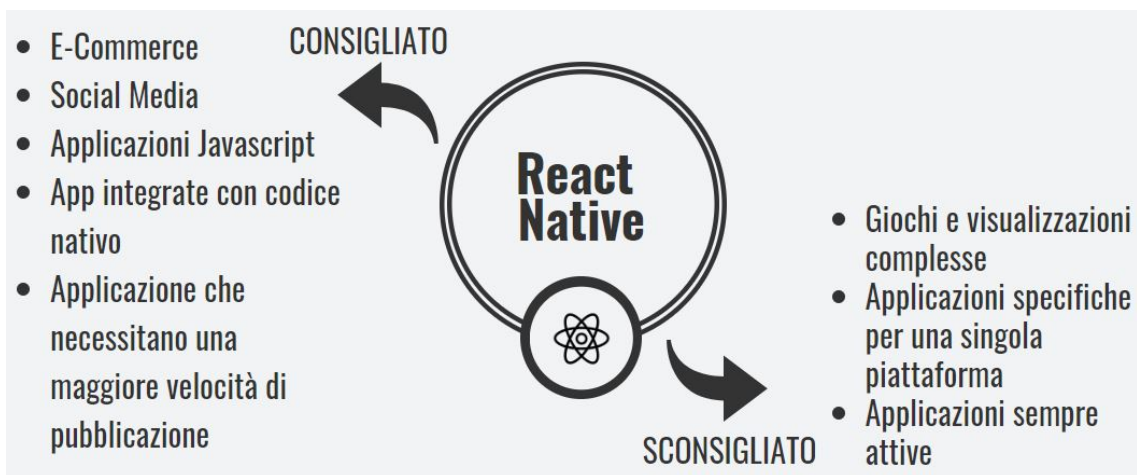 CONSIGLIATO
E-Commerce
Social Media
Applicazioni Javascript
App integrate con codice
nativo
Applicazione che
necessitano una
maggiore velocità di
pubblicazione
React
Native
Giochi e visualizzazioni
complesse
Applicazioni specifiche
per una singola
piattaforma
Applicazioni sempre
attive
SCONSIGLIATO